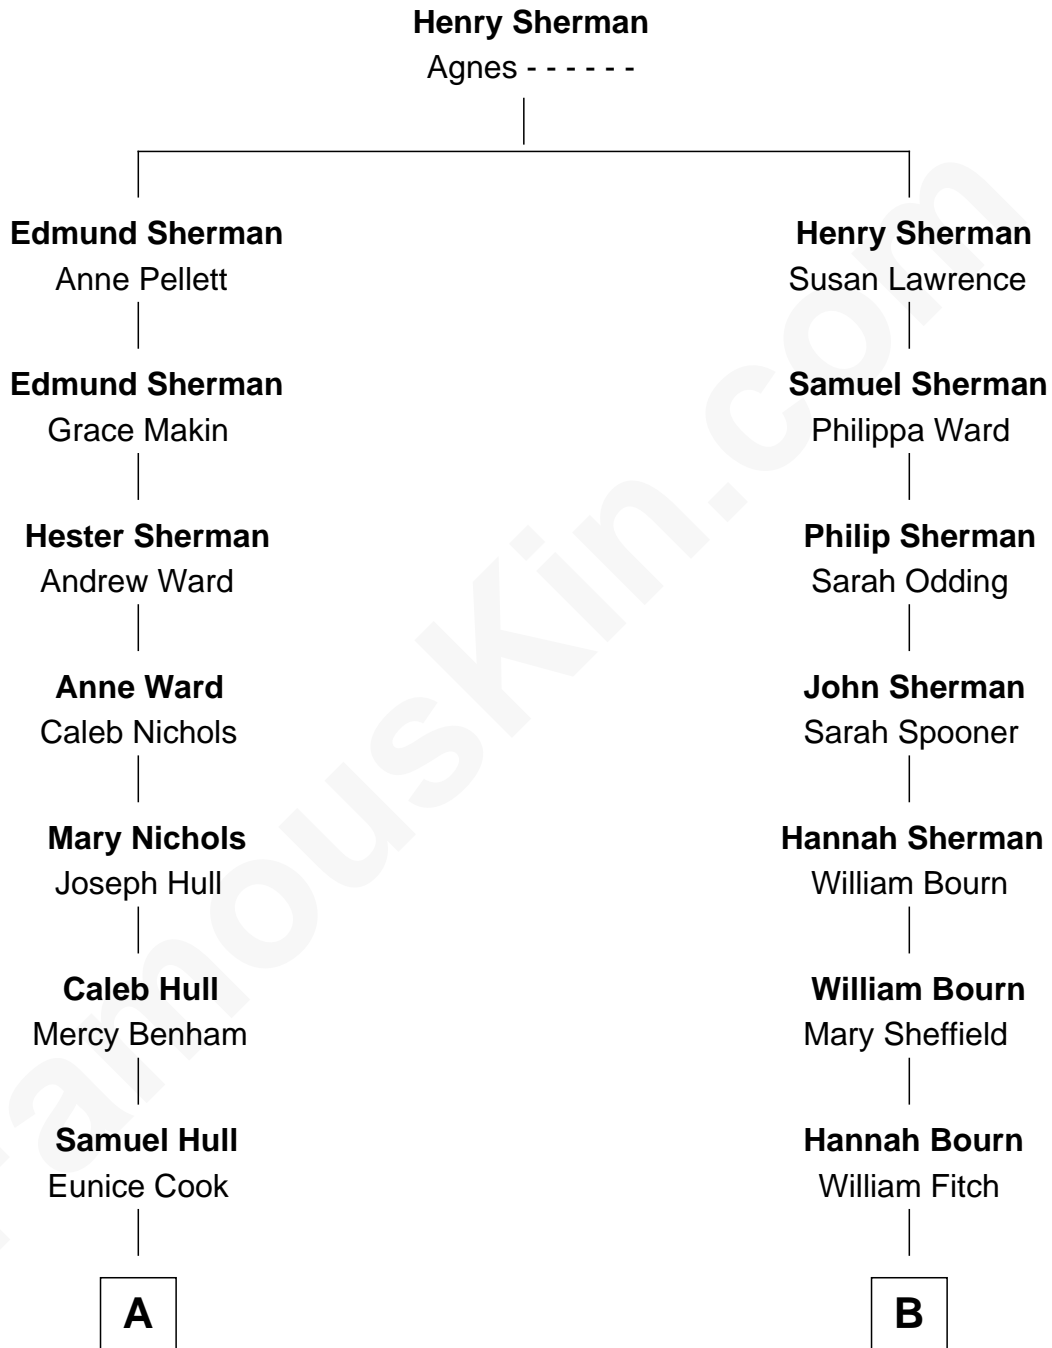 Henry Sherman
Agnes - - - - - -
Edmund Sherman
Anne Pellett
Edmund Sherman
Grace Makin
Hester Sherman
Andrew Ward
Anne Ward
Caleb Nichols
Mary Nichols
Joseph Hull
Caleb Hull
Mercy Benham
Samuel Hull
Eunice Cook
A
Henry Sherman
Susan Lawrence
Samuel Sherman
Philippa Ward
Philip Sherman
Sarah Odding
John Sherman
Sarah Spooner
Hannah Sherman
William Bourn
William Bourn
Mary Sheffield
Hannah Bourn
William Fitch
B
FamousKin.com